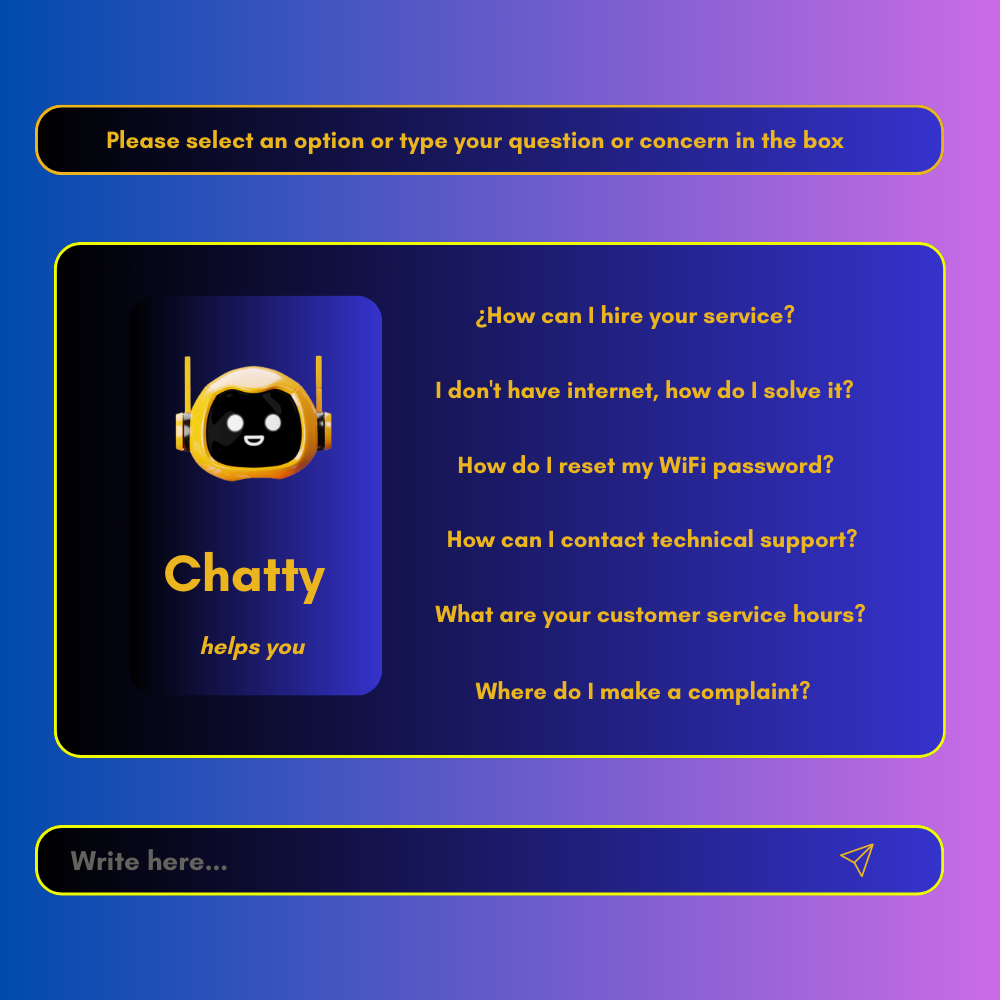 Please select an option or type your question or concern in the box
Chatty
helps you
¿How can I hire your service?
I don't have internet, how do I solve it?
How do I reset my WiFi password?
How can I contact technical support?
What are your customer service hours?
Where do I make a complaint?
Write here...